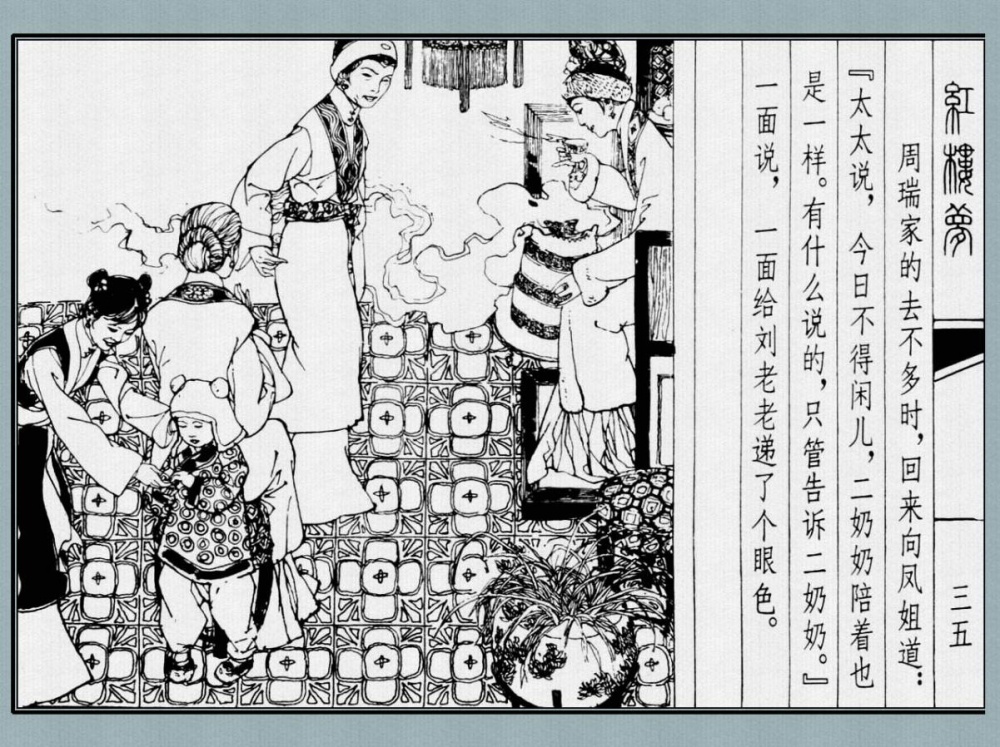 紅樓夢
三五
周瑞家的去不多时，回来向凤姐道：
『太太说，今日不得闲儿，二奶奶陪着也
是一样。有什么说的，只管告诉二奶奶。』
一面说，一面给刘老老递了个眼色。